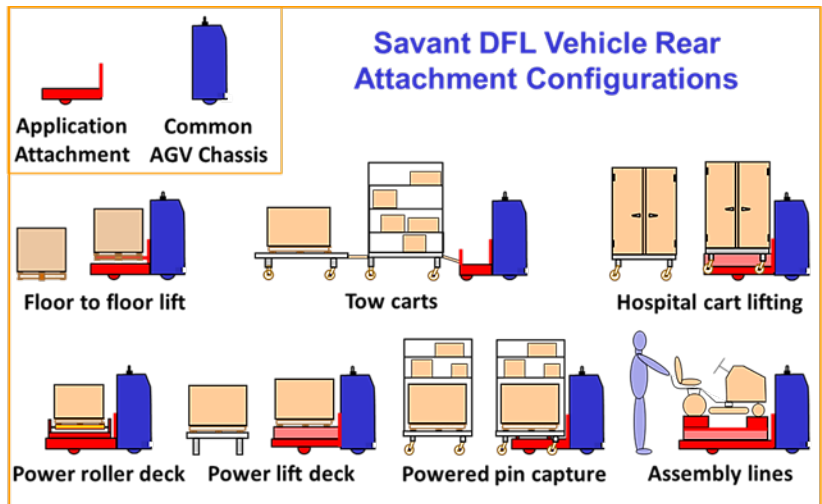 Savant DFL Vehicle Rear
Attachment Configurations
Application
Attachment
Common
AGV Chassis
Floor to floor lift
Tow carts
Hospital cart lifting
Power roller deck
Power lift deck
Powered pin capture
Assembly lines